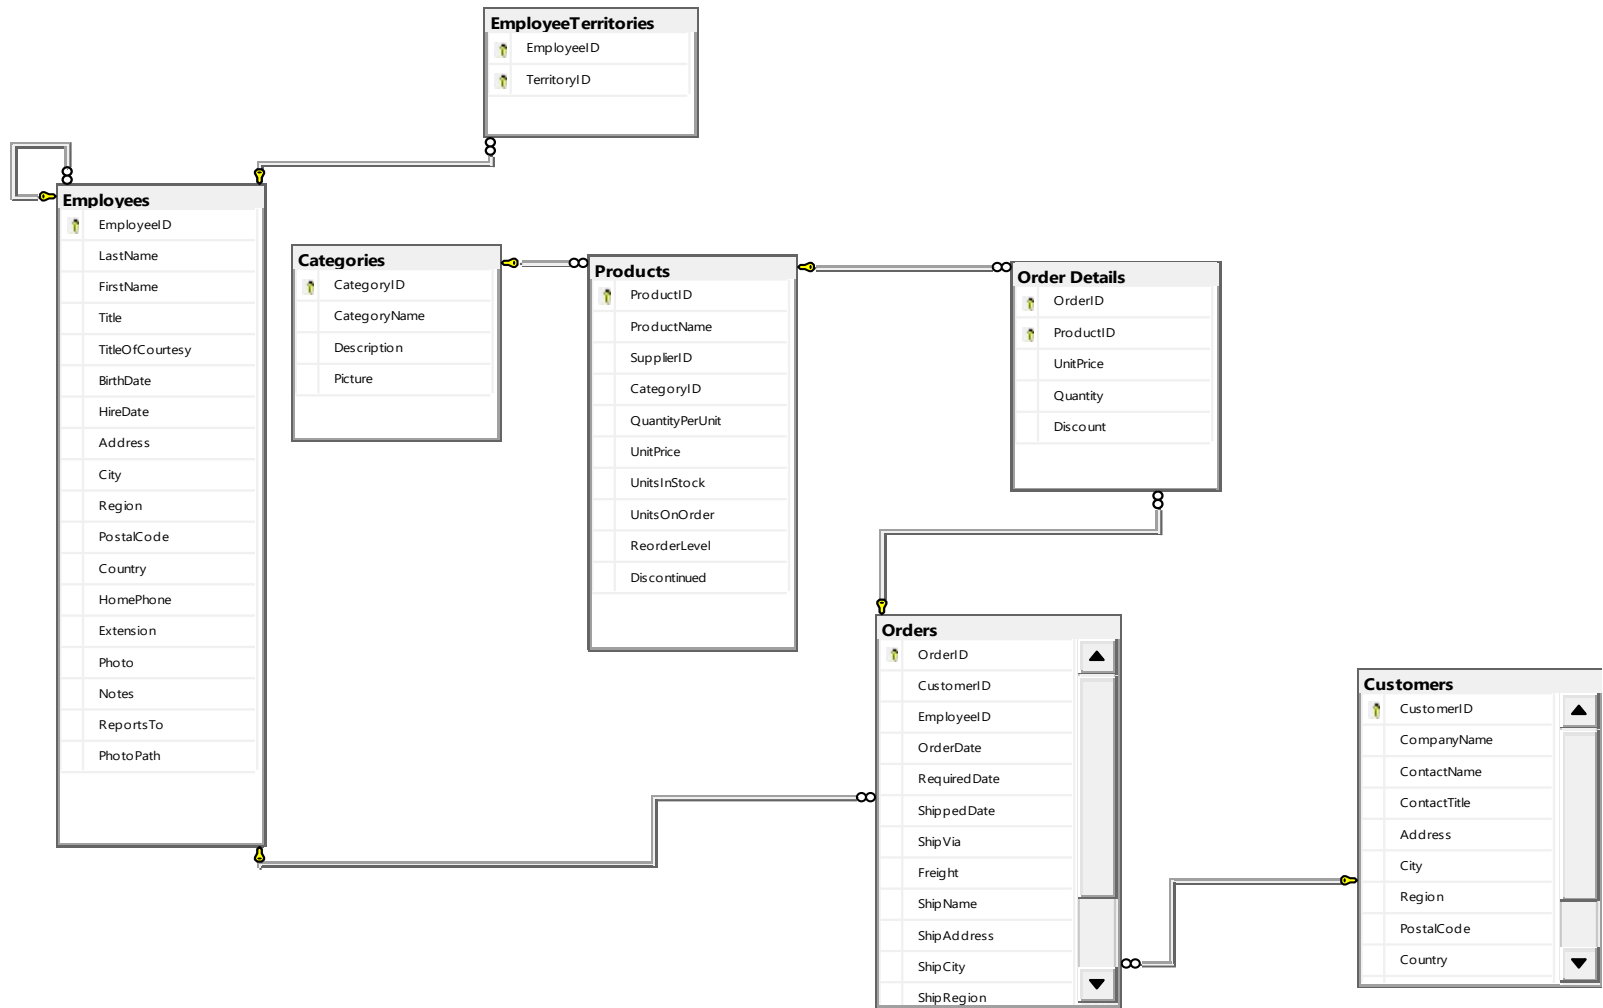 EmployeeTerritories
EmployeeID
TerritoryID
Employees
EmployeeID
LastName
FirstName
Title
TitleOfCourtesy
BirthDate
HireDate
Address
City
Region
PostalCode
Country
HomePhone
Extension
Photo
Notes
ReportsTo
PhotoPath
Categories
CategoryID
CategoryName
Description
Picture
Products
ProductID
ProductName
SupplierID
CategoryID
QuantityPerUnit
UnitPrice
UnitsInStock
UnitsOnOrder
ReorderLevel
Discontinued
Order Details
OrderID
ProductID
UnitPrice
Quantity
Discount
Orders
OrderID
CustomerID
EmployeeID
OrderDate
RequiredDate
ShippedDate
ShipVia
Freight
ShipName
ShipAddress
ShipCity
ShipRegion
Customers
CustomerID
CompanyName
ContactName
ContactTitle
Address
City
Region
PostalCode
Country